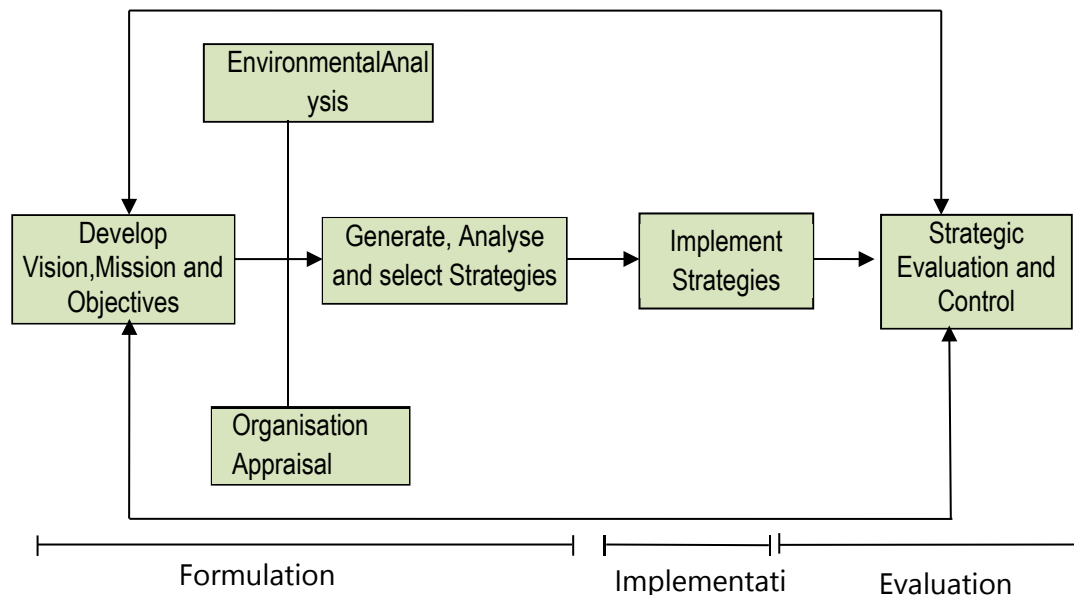 EnvironmentalAnal
ysis
Develop
Vision,Mission and
Objectives
Generate, Analyse
and select Strategies
Implement
Strategies
Strategic
Evaluation and
Control
Organisation
Appraisal
Formulation
Implementati
Evaluation